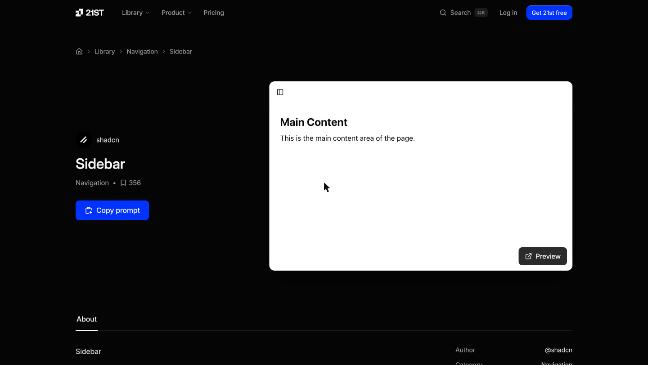 21ST Library Product Pricing Search ⌘K Log in Get 21st free
Library Navigation Sidebar
shadcn
Sidebar
Navigation • 356
Copy prompt
Main Content
This is the main content area of the page.
Preview
About
Sidebar
Author @shadcn
Category Navigation